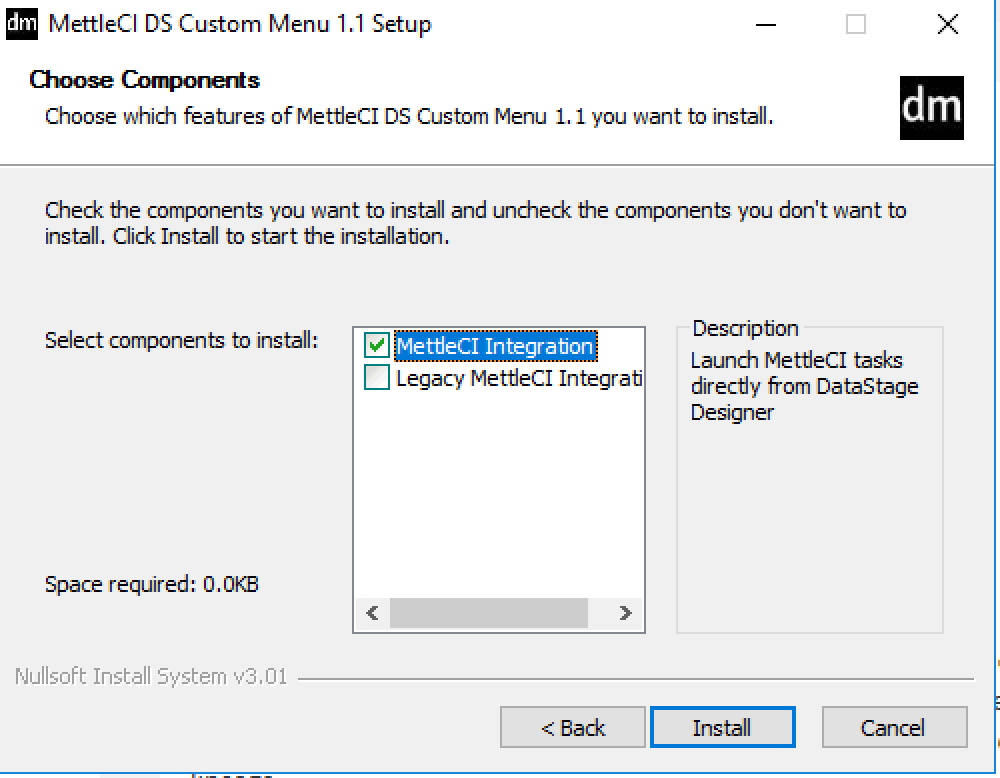 dm MettleCI DS Custom Menu 1.1 Setup
Choose Components
Choose which features of MettleCI DS Custom Menu 1.1 you want to install.
dm
Check the components you want to install and uncheck the components you don't want to
install. Click Install to start the installation.
Select components to install:
MettleCI Integration
Legacy MettleCI Integrati
Description
Launch MettleCI tasks
directly from DataStage
Designer
Space required: 0.0KB
Nullsoft Install System v3.01
< Back
Install
Cancel